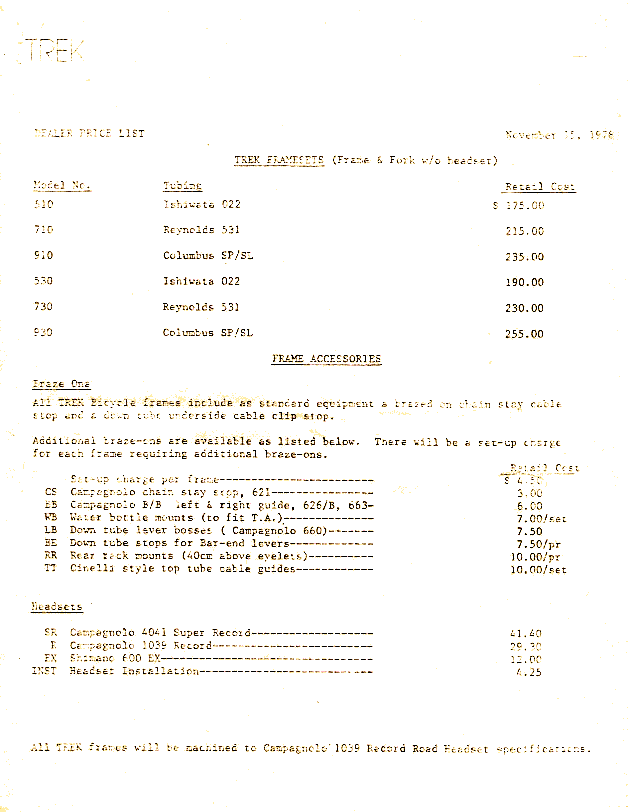 TREK
DEALER PRICE LIST November 15, 1978
TREK FRAMESETS (Frame & Fork w/o headset)
Model No. Tubing Retail Cost
510 Ishiwata 022 $ 175.00
710 Reynolds 531 215.00
910 Columbus SP/SL 235.00
530 Ishiwata 022 190.00
730 Reynolds 531 230.00
930 Columbus SP/SL 255.00
FRAME ACCESSORIES
Braze Ons
All TREK Bicycle frames include as standard equipment a brazed on chain stay cable
stop and a down tube underside cable clip stop.
Additional braze-ons are available as listed below. There will be a set-up charge
for each frame requiring additional braze-ons.
Retail Cost
Set-up charge per frame------------------------ $ 4.50
CS Campagnolo chain stay stop, 621---------------- 3.00
BB Campagnolo B/B left & right guide, 626/B, 663- 6.00
WB Water bottle mounts (to fit T.A.)-------------- 7.00/set
LB Down tube lever bosses ( Campagnolo 660)------- 7.50
BE Down tube stops for Bar-end levers------------- 7.50/pr
RR Rear rack mounts (40cm above eyelets)---------- 10.00/pr
TT Cinelli style top tube cable guides------------ 10.00/set
Headsets
SR Campagnolo 4041 Super Record------------------- 41.40
R Campagnolo 1039 Record------------------------- 29.30
EX Shimano 600 EX--------------------------------- 12.00
INST Headset Installation--------------------------- 4.25
All TREK frames will be machined to Campagnolo 1039 Record Road Headset specifications.